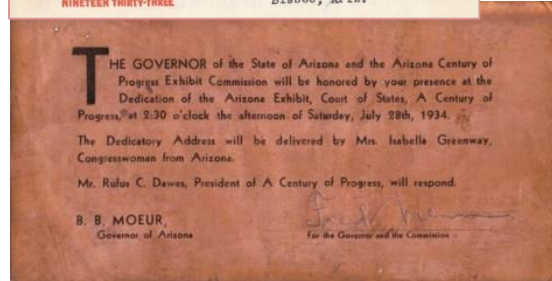 NINETEEN THIRTY-THREE
Bisbee, Ariz.
THE GOVERNOR of the State of Arizona and the Arizona Century of
Progress Exhibit Commission will be honored by your presence at the
Dedication of the Arizona Exhibit, Court of States, A Century of
Progress, at 2:30 o'clock the afternoon of Saturday, July 28th, 1934.
The Dedicatory Address will be delivered by Mrs. Isabella Greenway,
Congresswoman from Arizona.
Mr. Rufus C. Dawes, President of A Century of Progress, will respond.
B. B. MOEUR,
Governor of Arizona
For the Governor and the Commission